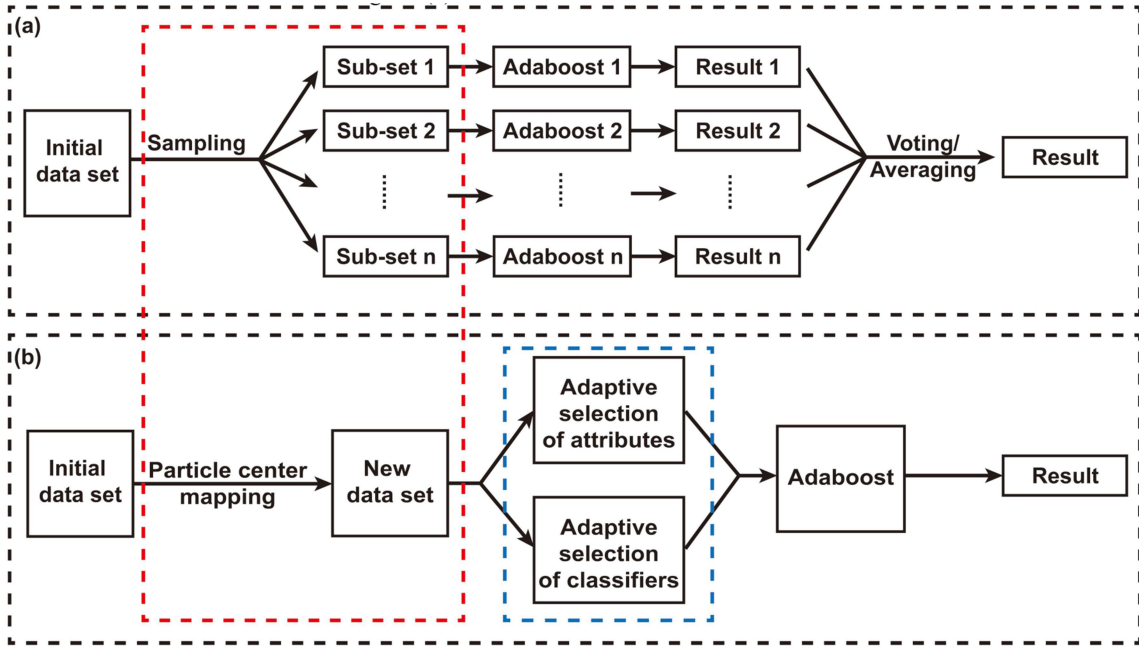 (a)
Initial
data set
Sampling
Sub-set 1
Adaboost 1
Result 1
Sub-set 2
Adaboost 2
Result 2
Sub-set n
Adaboost n
Result n
Voting/
Averaging
Result
(b)
Initial
data set
Particle center
mapping
New
data set
Adaptive
selection
of attributes
Adaptive
selection
of classifiers
Adaboost
Result